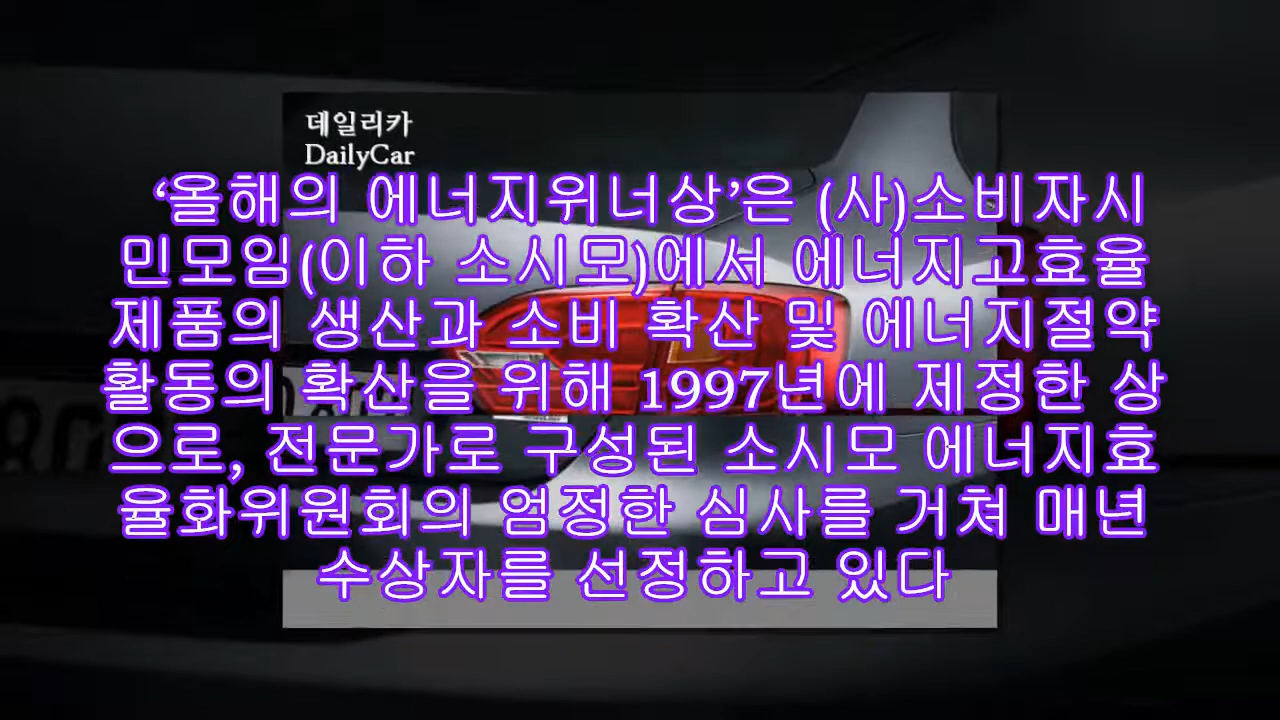 데일리카
DailyCar
‘올해의 에너지위너상’은 (사)소비자시
민모임(이하 소시모)에서 에너지고효율
제품의 생산과 소비 확산 및 에너지절약
활동의 확산을 위해 1997년에 제정한 상
으로, 전문가로 구성된 소시모 에너지효
율화위원회의 엄정한 심사를 거쳐 매년
수상자를 선정하고 있다